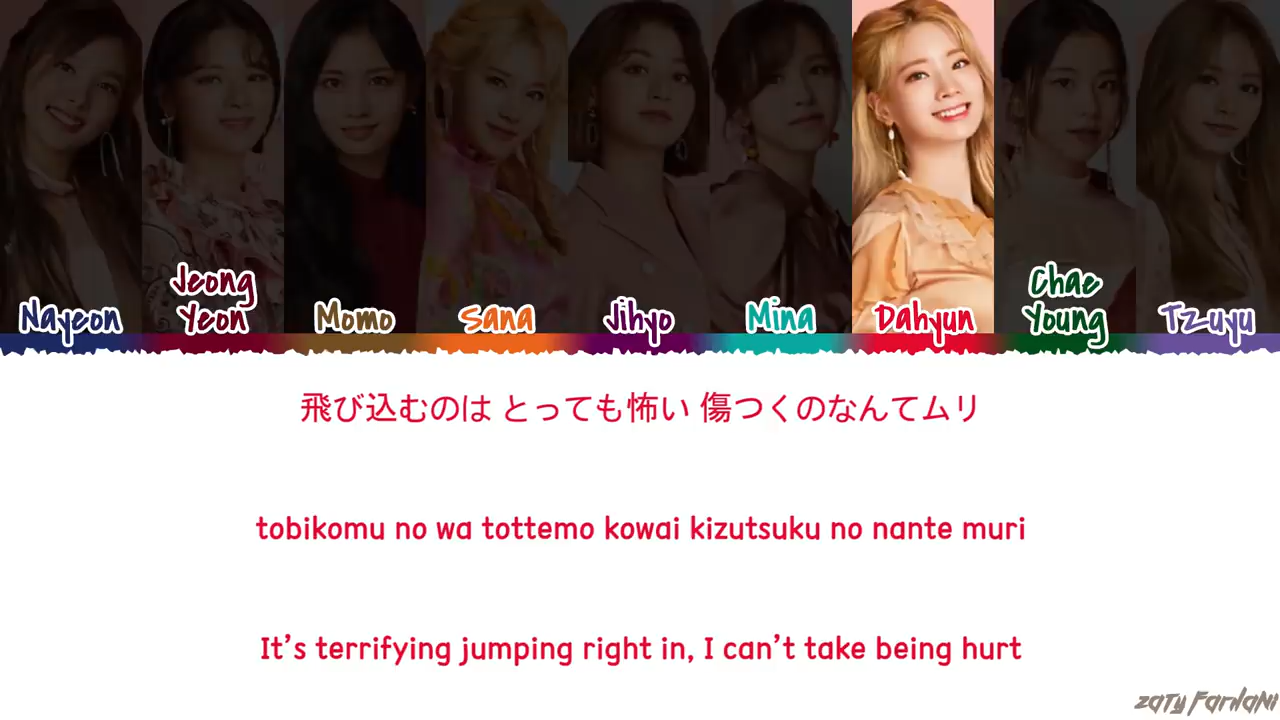 Nayeon
Jeong
Yeon
Momo
Sana
Jihyo
Mina
Dahyun
Chae
Young
Tzuyu
飛び込むのは とっても怖い 傷つくのなんてムリ
tobikomu no wa tottemo kowai kizutsuku no nante muri
It's terrifying jumping right in, I can't take being hurt
zaty Farhani